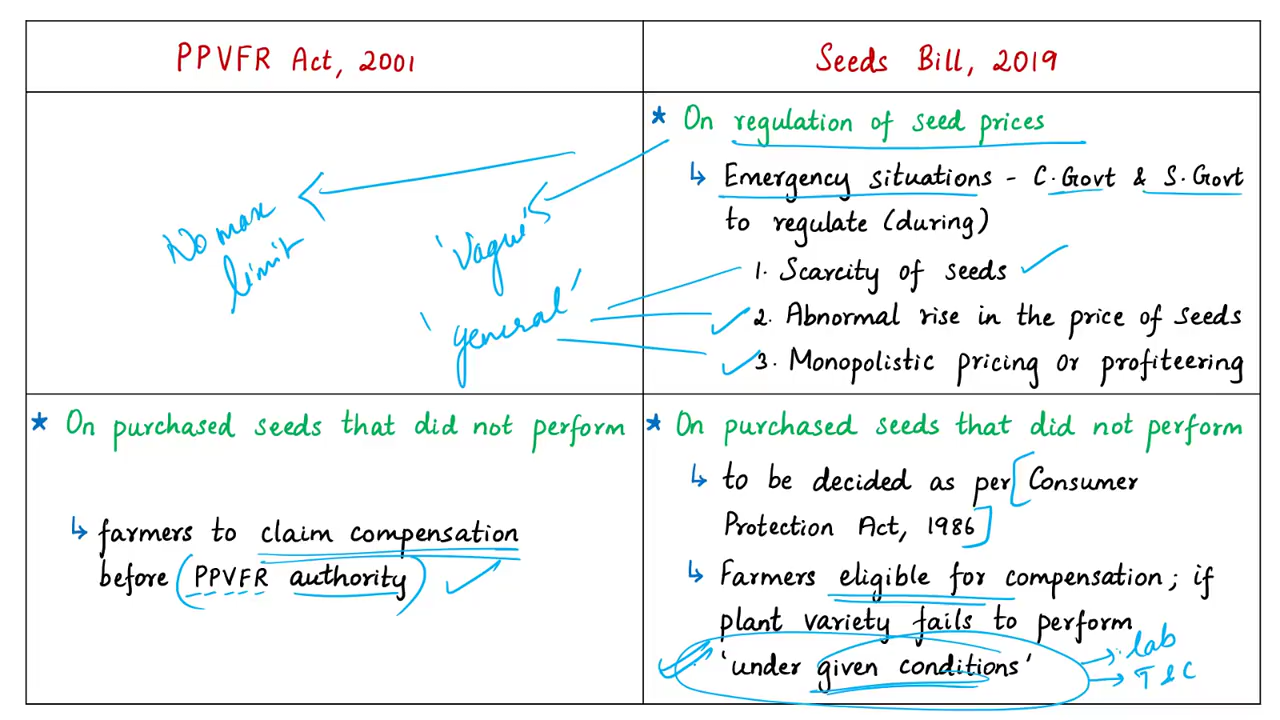 PPVFR Act, 2001
Seeds Bill, 2019
* On regulation of seed prices
↳ Emergency situations - C.Govt & S.Govt
to regulate (during)
1. Scarcity of seeds
2. Abnormal rise in the price of seeds
3. Monopolistic pricing or profiteering
No max
limit
'Vague'
'general'
* On purchased seeds that did not perform
↳ farmers to claim compensation
before (PPVFR authority)
* On purchased seeds that did not perform
↳ to be decided as per [Consumer
Protection Act, 1986]
↳ Farmers eligible for compensation; if
plant variety fails to perform
'under given conditions'
→ lab
→ T & C